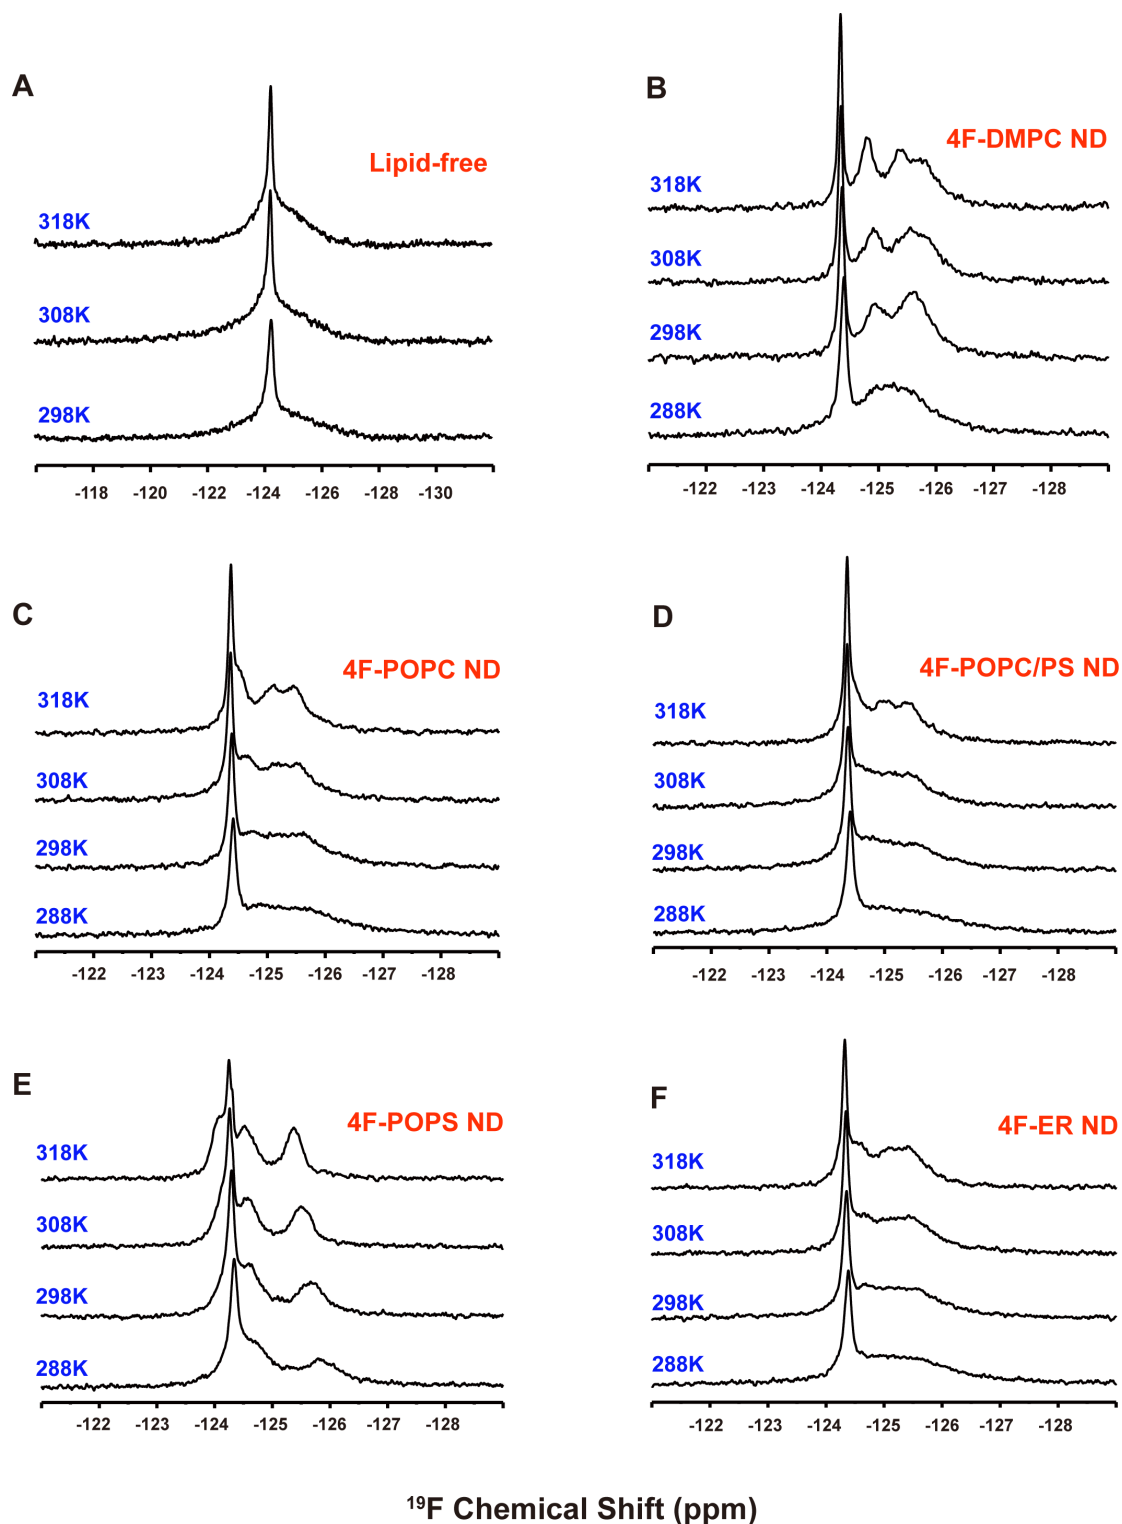 A
Lipid-free
318K
308K
298K
-118 -120 -122 -124 -126 -128 -130
B
4F-DMPC ND
318K
308K
298K
288K
-122 -123 -124 -125 -126 -127 -128
C
4F-POPC ND
318K
308K
298K
288K
-122 -123 -124 -125 -126 -127 -128
D
4F-POPC/PS ND
318K
308K
298K
288K
-122 -123 -124 -125 -126 -127 -128
E
4F-POPS ND
318K
308K
298K
288K
-122 -123 -124 -125 -126 -127 -128
F
4F-ER ND
318K
308K
298K
288K
-122 -123 -124 -125 -126 -127 -128
¹⁹F Chemical Shift (ppm)